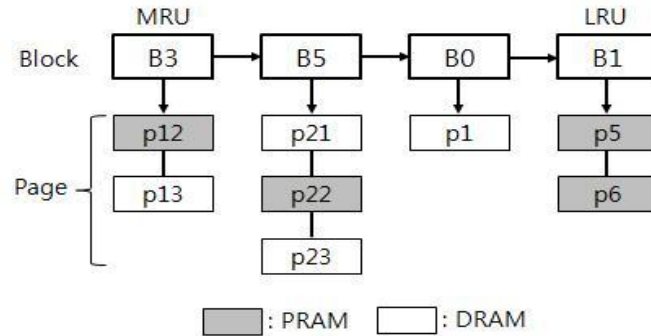 MRU LRU
Block B3 B5 B0 B1
p12 p21 p1 p5
Page
p13 p22 p6
p23
: PRAM : DRAM